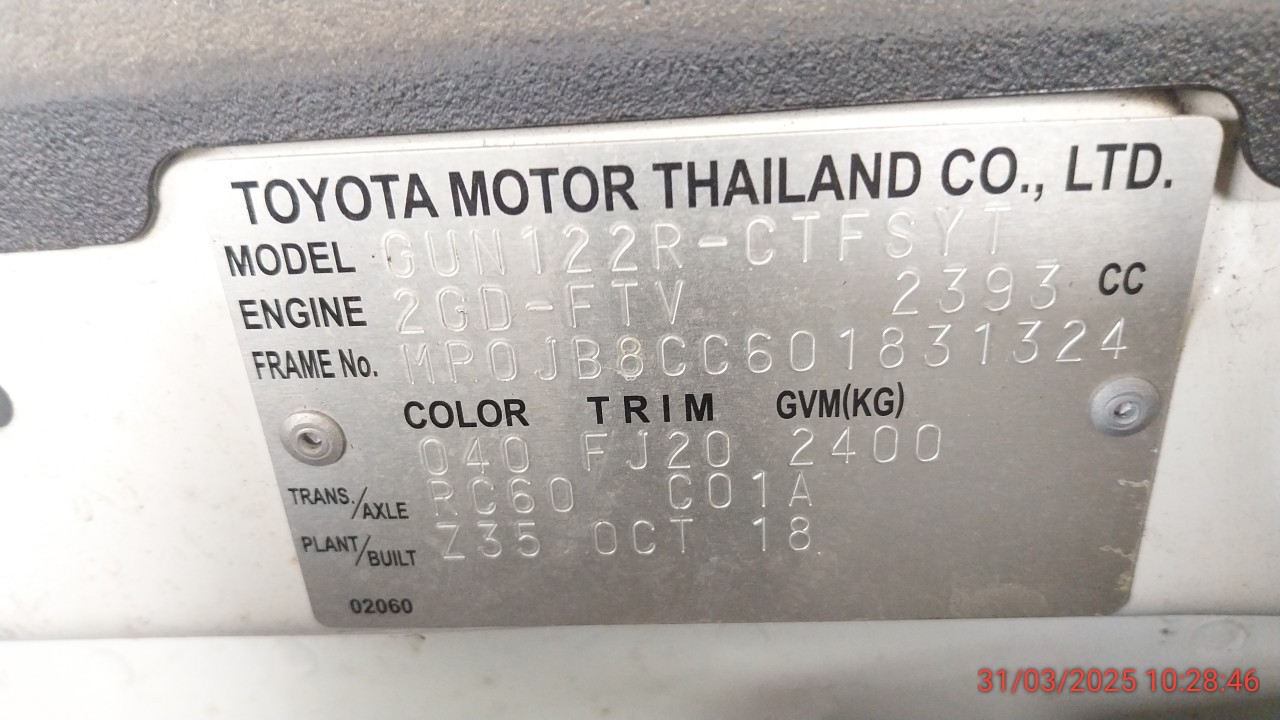 TOYOTA MOTOR THAILAND CO., LTD.
MODEL GUN122R-CTFSYT
ENGINE 2GD-FTV 2393 CC
FRAME No. MR0JB8CC601831324
COLOR TRIM GVM(KG)
040 FJ20 2400
TRANS./AXLE RC60 C01A
PLANT/BUILT Z35 OCT 18
02060
31/03/2025 10:28:46